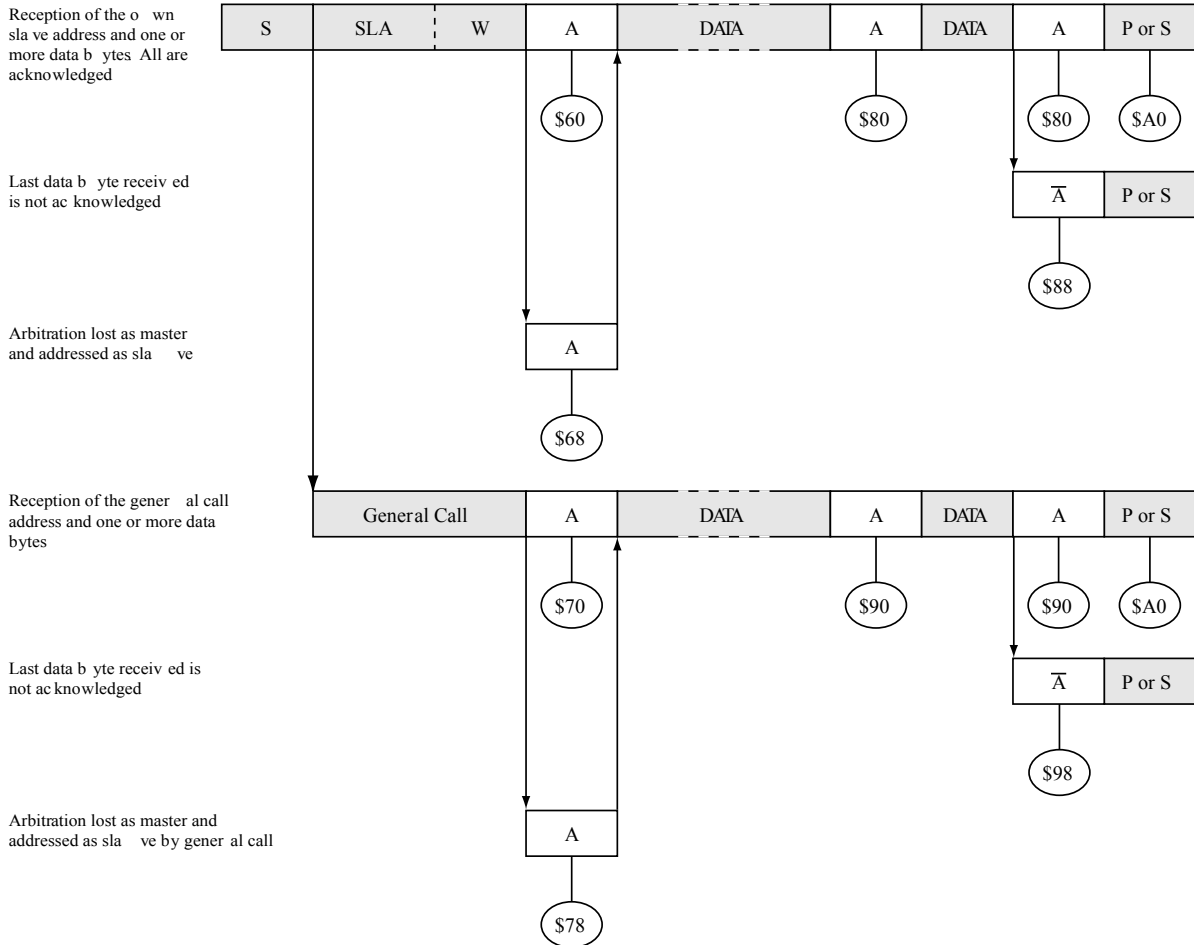 Reception of the o wn
sla ve address and one or
more data b ytes. All are
acknowledged
S SLA W A DATA A DATA A P or S
$60 $80 $80 $A0
Last data b yte receiv ed
is not ac knowledged
A P or S
$88
Arbitration lost as master
and addressed as sla ve
A
$68
Reception of the gener al call
address and one or more data
bytes
General Call A DATA A DATA A P or S
$70 $90 $90 $A0
Last data b yte receiv ed is
not ac knowledged
A P or S
$98
Arbitration lost as master and
addressed as sla ve by gener al call
A
$78